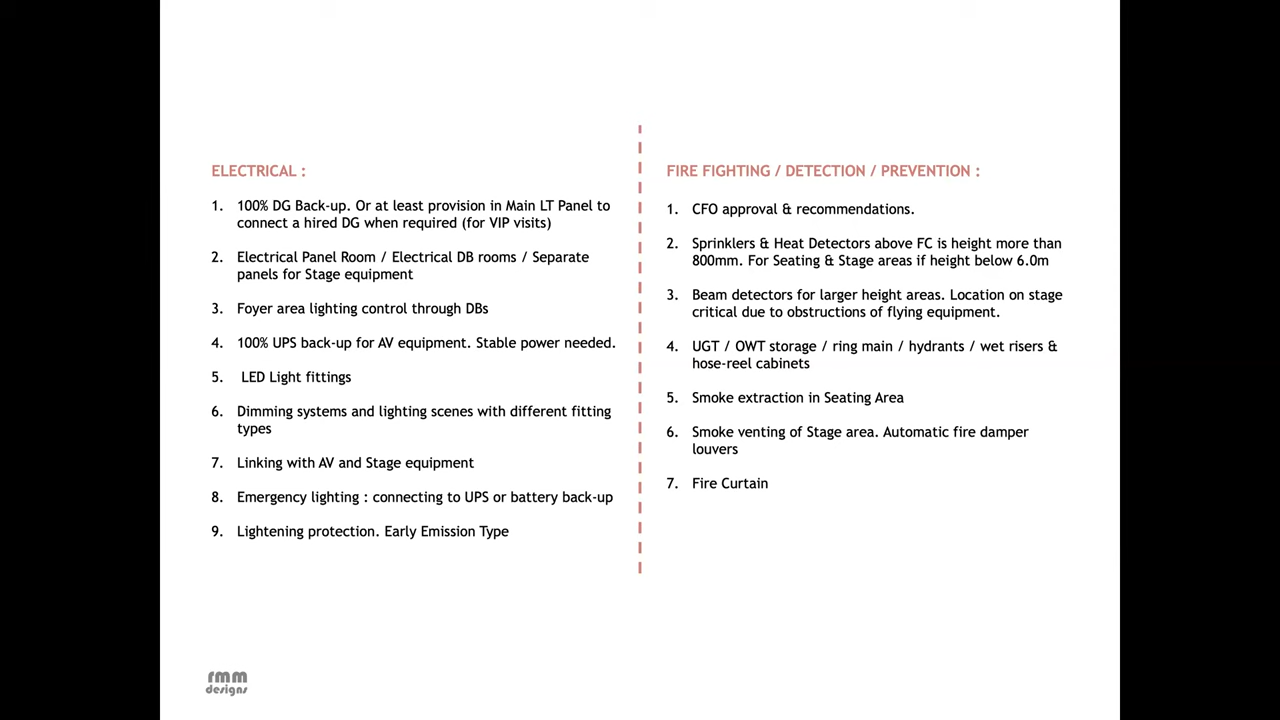 ELECTRICAL :
1. 100% DG Back-up. Or at least provision in Main LT Panel to
connect a hired DG when required (for VIP visits)
2. Electrical Panel Room / Electrical DB rooms / Separate
panels for Stage equipment
3. Foyer area lighting control through DBs
4. 100% UPS back-up for AV equipment. Stable power needed.
5. LED Light fittings
6. Dimming systems and lighting scenes with different fitting
types
7. Linking with AV and Stage equipment
8. Emergency lighting : connecting to UPS or battery back-up
9. Lightening protection. Early Emission Type
FIRE FIGHTING / DETECTION / PREVENTION :
1. CFO approval & recommendations.
2. Sprinklers & Heat Detectors above FC is height more than
800mm. For Seating & Stage areas if height below 6.0m
3. Beam detectors for larger height areas. Location on stage
critical due to obstructions of flying equipment.
4. UGT / OWT storage / ring main / hydrants / wet risers &
hose-reel cabinets
5. Smoke extraction in Seating Area
6. Smoke venting of Stage area. Automatic fire damper
louvers
7. Fire Curtain
rmm
designs